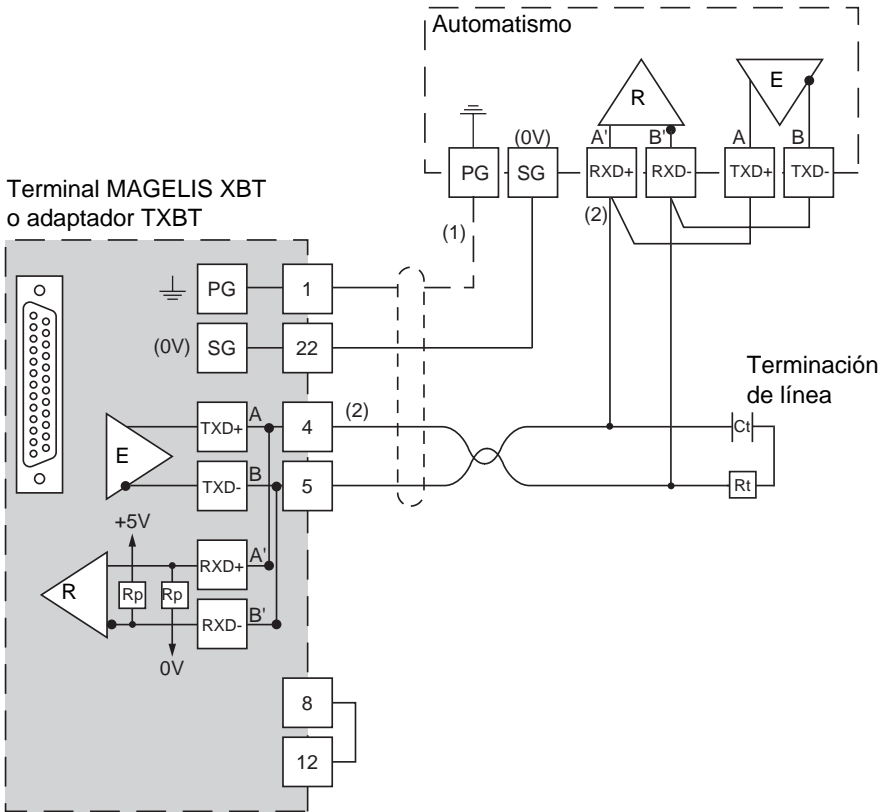 Automatismo
R
E
(0V)
A'
B'
A
B
PG
SG
RXD+
RXD-
TXD+
TXD-
(1)
(2)
Terminal MAGELIS XBT
o adaptador TXBT
PG
1
(0V)
SG
22
TXD+
A
4
(2)
E
TXD-
B
5
+5V
R
Rp
Rp
RXD+
A'
RXD-
B'
0V
8
12
Terminación
de línea
Ct
Rt